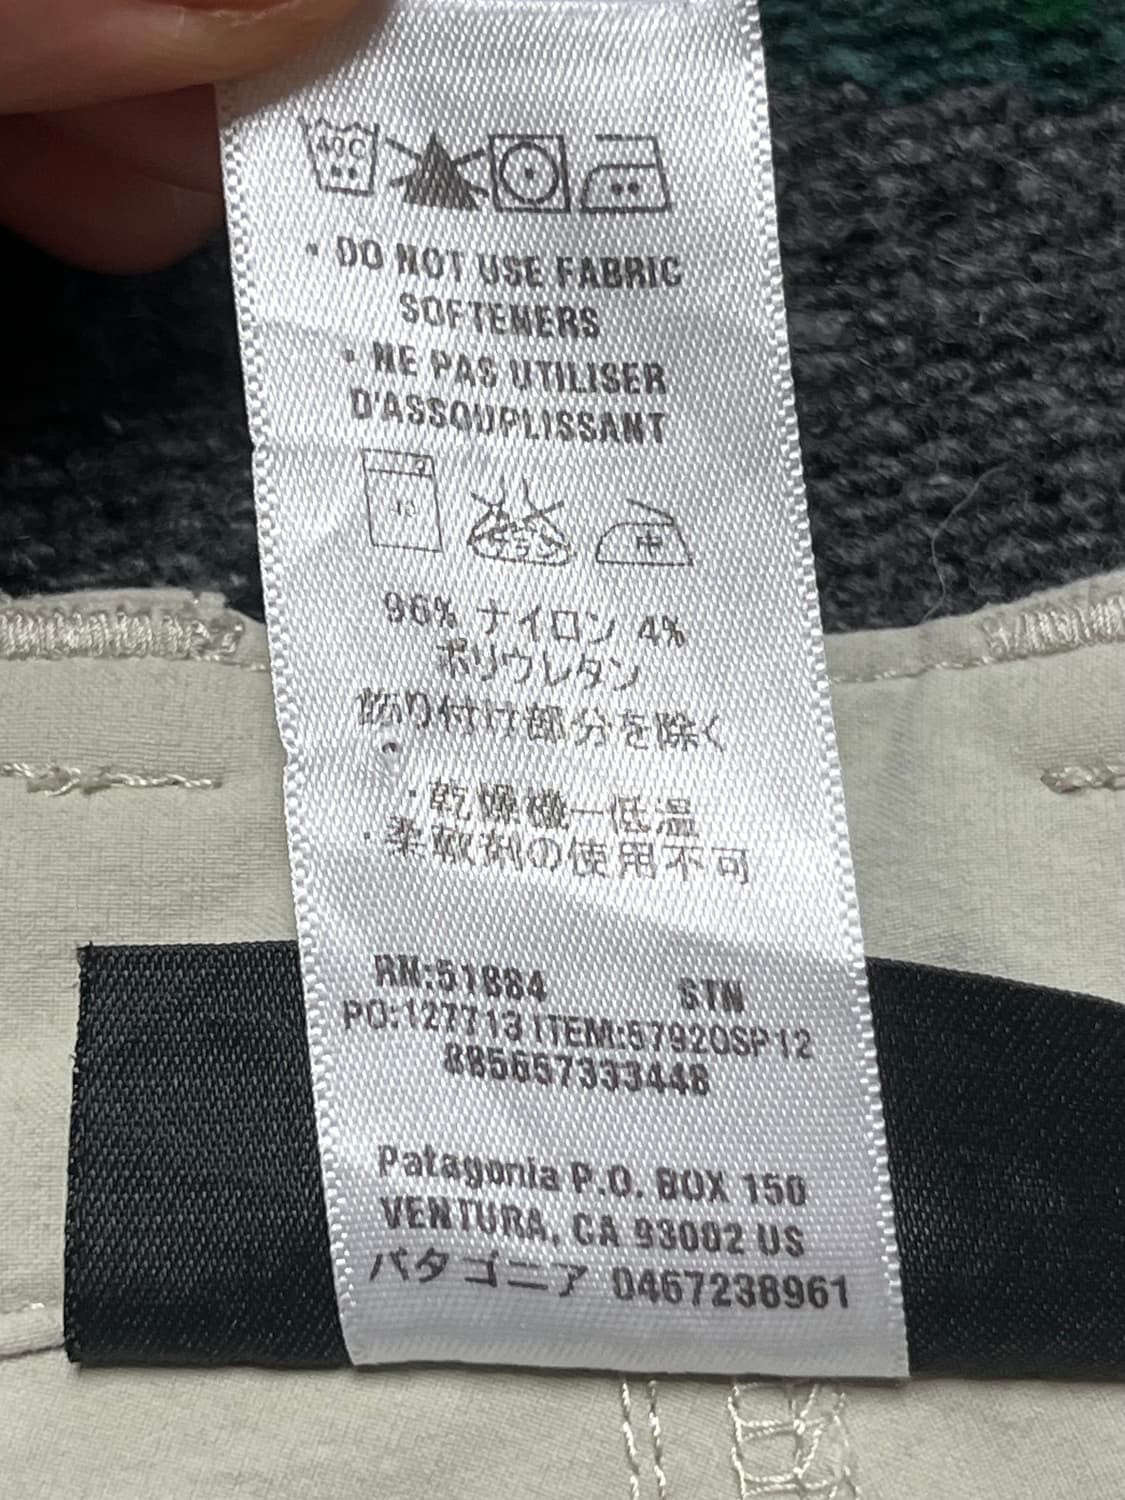 40C
・DO NOT USE FABRIC
SOFTENERS
・NE PAS UTILISER
D'ASSOUPLISSANT
中
96% ナイロン 4%
ポリウレタン
飾り付け部分を除く
・乾燥機ー低温
・柔軟剤の使用不可
RN:51884 STN
PO:127713 ITEM:57920SP12
885657333448
Patagonia P.O. BOX 150
VENTURA, CA 93002 US
パタゴニア 0467238961